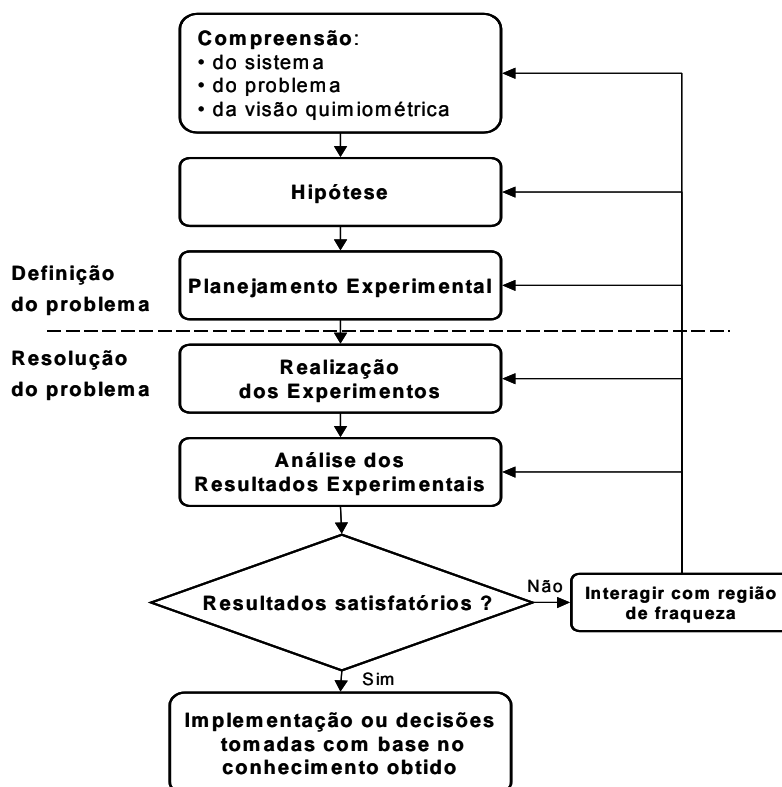 Compreensão:
• do sistema
• do problema
• da visão quimiométrica
Hipótese
Definição
do problema
Planejamento Experimental
Resolução
do problema
Realização
dos Experimentos
Análise dos
Resultados Experimentais
Resultados satisfatórios ?
Não
Interagir com região
de fraqueza
Sim
Implementação ou decisões
tomadas com base no
conhecimento obtido